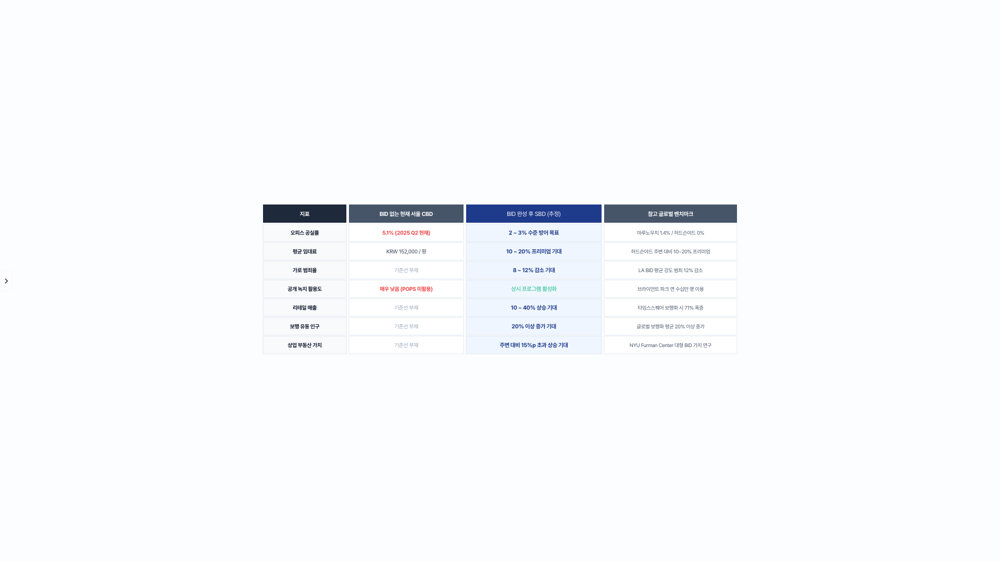 지표 BID 없는 현재 서울 CBD BID 완성 후 SBD (추정) 참고 글로벌 벤치마크
오피스 공실률 5.1% (2025 Q2 현재) 2 ~ 3% 수준 방어 목표 마루노우치 1.4% / 허드슨야드 0%
평균 임대료 KRW 152,000 / 평 10 ~ 20% 프리미엄 기대 허드슨야드 주변 대비 10~20% 프리미엄
가로 범죄율 기준선 부재 8 ~ 12% 감소 기대 LA BID 평균 강도 범죄 12% 감소
공개 녹지 활용도 매우 낮음 (POPS 미활용) 상시 프로그램 활성화 브라이언트 파크 연 수십만 명 이용
리테일 매출 기준선 부재 10 ~ 40% 상승 기대 타임스스퀘어 보행화 시 71% 폭증
보행 유동 인구 기준선 부재 20% 이상 증가 기대 글로벌 보행화 평균 20% 이상 증가
상업 부동산 가치 기준선 부재 주변 대비 15%p 초과 상승 기대 NYU Furman Center 대형 BID 가치 연구